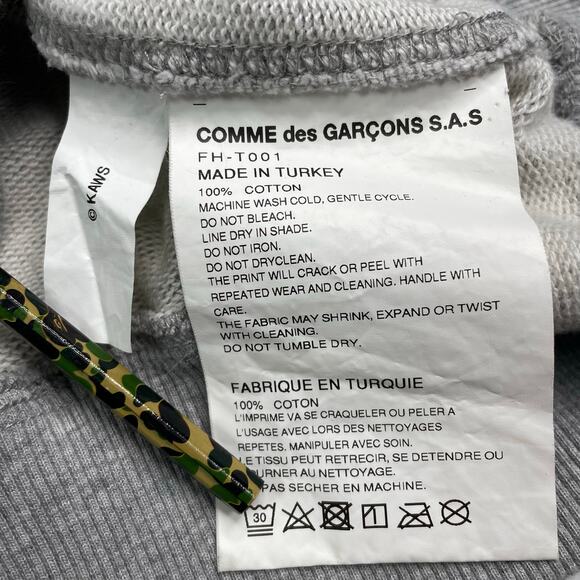 © KAWS
COMME des GARÇONS S.A.S
FH-T001
MADE IN TURKEY
100% COTTON
MACHINE WASH COLD, GENTLE CYCLE.
DO NOT BLEACH.
LINE DRY IN SHADE.
DO NOT IRON.
DO NOT DRYCLEAN.
THE PRINT WILL CRACK OR PEEL WITH
REPEATED WEAR AND CLEANING. HANDLE WITH
CARE.
THE FABRIC MAY SHRINK, EXPAND OR TWIST
WITH CLEANING.
DO NOT TUMBLE DRY.
FABRIQUE EN TURQUIE
100% COTON
L'IMPRIME VA SE CRAQUELER OU PELER A
L'USAGE AVEC LORS DES NETTOYAGES
REPETES. MANIPULER AVEC SOIN.
LE TISSU PEUT RETRECIR, SE DETENDRE OU
OURNER AU NETTOYAGE.
PAS SECHER EN MACHINE.
30